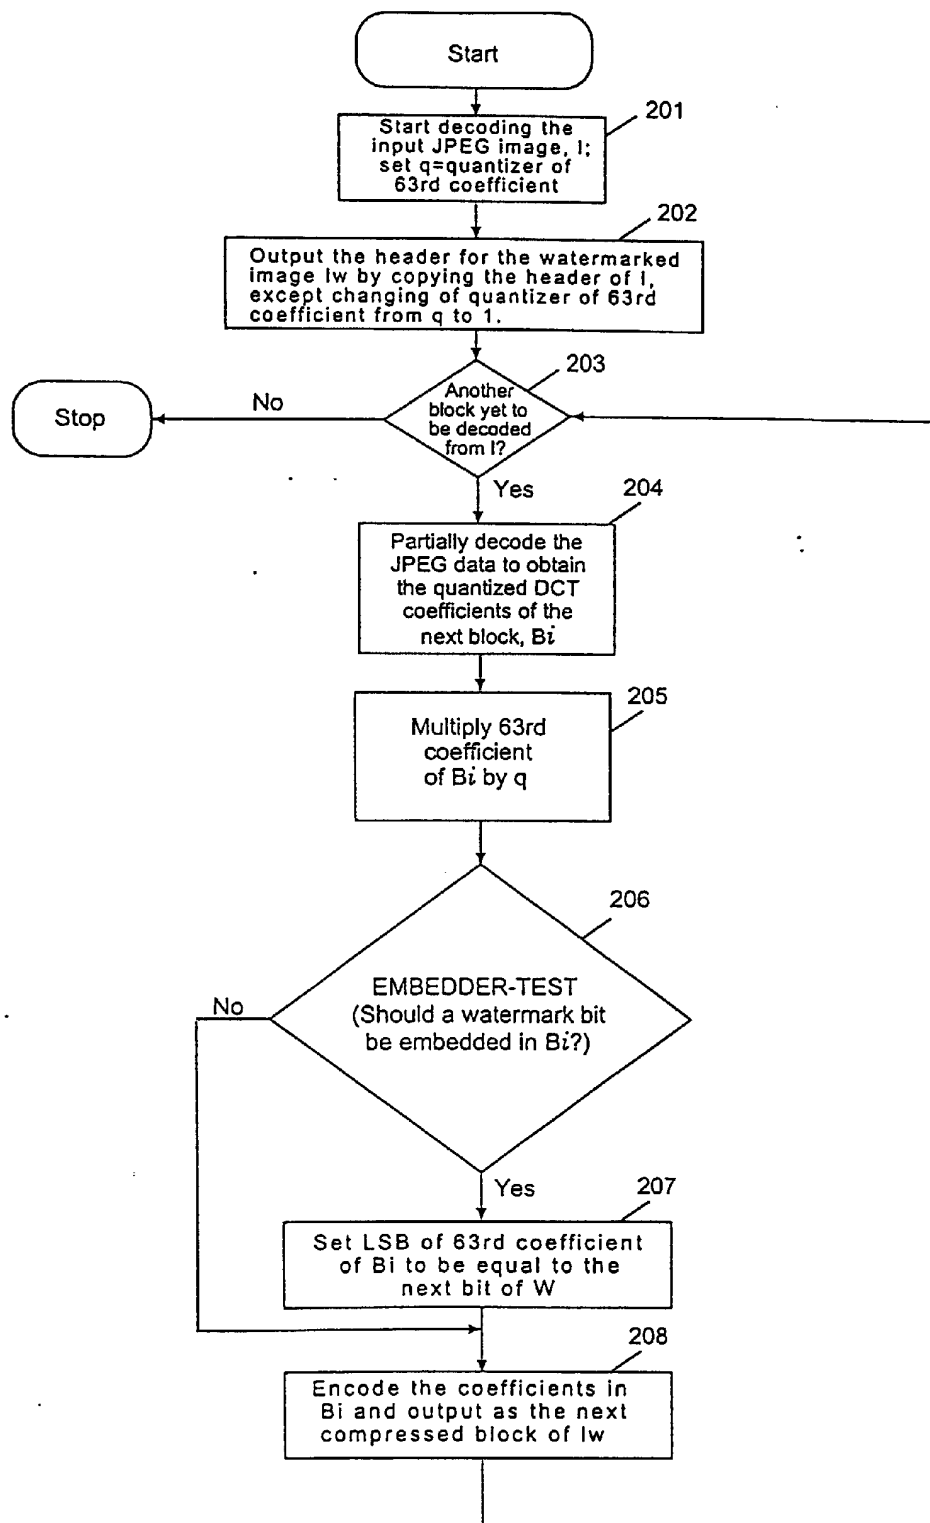 Start
201
Start decoding the
input JPEG image, I;
set q=quantizer of
63rd coefficient
202
Output the header for the watermarked
image Iw by copying the header of I,
except changing of quantizer of 63rd
coefficient from q to 1.
203
Another
block yet to
be decoded
from I?
No
Stop
Yes
204
Partially decode the
JPEG data to obtain
the quantized DCT
coefficients of the
next block, Bi
205
Multiply 63rd
coefficient
of Bi by q
206
EMBEDDER-TEST
(Should a watermark bit
be embedded in Bi?)
No
Yes
207
Set LSB of 63rd coefficient
of Bi to be equal to the
next bit of W
208
Encode the coefficients in
Bi and output as the next
compressed block of Iw